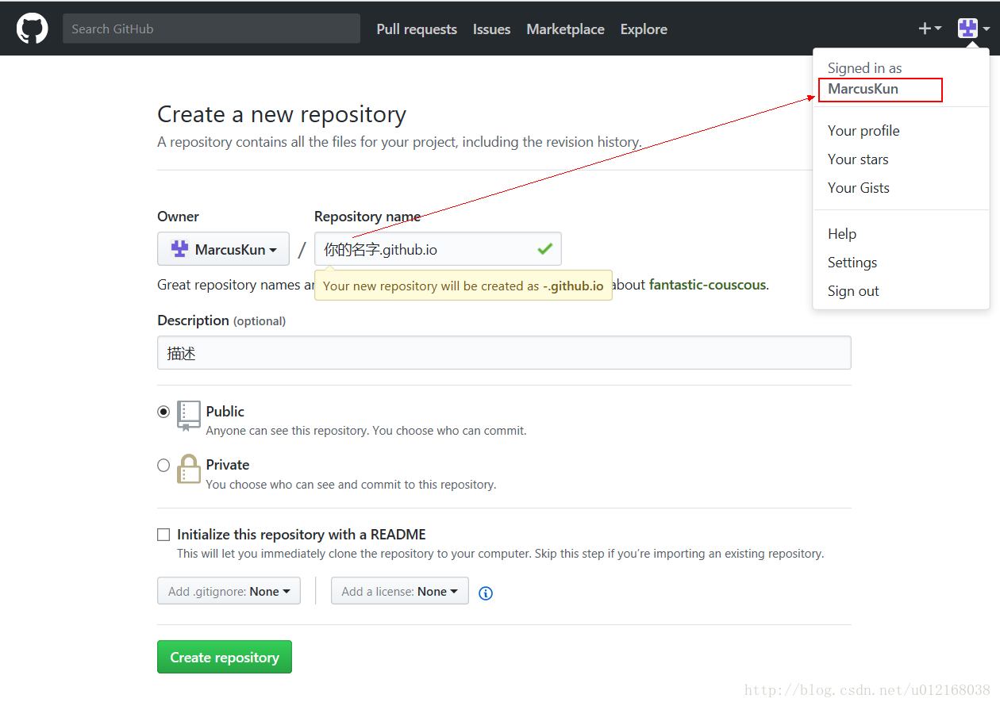 Search GitHub
Pull requests Issues Marketplace Explore
Signed in as
MarcusKun
Your profile
Your stars
Your Gists
Help
Settings
Sign out
Create a new repository
A repository contains all the files for your project, including the revision history.
Owner Repository name
MarcusKun / 你的名字.github.io
Your new repository will be created as -.github.io
Great repository names about fantastic-couscous.
Description (optional)
描述
Public
Anyone can see this repository. You choose who can commit.
Private
You choose who can see and commit to this repository.
Initialize this repository with a README
This will let you immediately clone the repository to your computer. Skip this step if you’re importing an existing repository.
Add .gitignore: None Add a license: None
Create repository
http://blog.csdn.net/u012168038